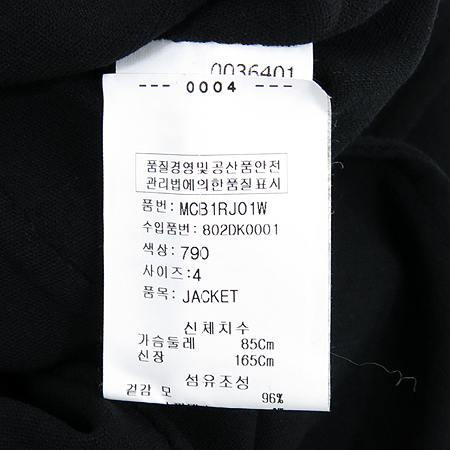 0036401
--- 0004 ---
품질경영및공산품안전
관리법에의한품질표시
품번: MCB1RJ01W
수입품번: 802DK0001
색상: 790
사이즈: 4
품목: JACKET
신체치수
가슴둘레 85Cm
신장 165Cm
섬유조성
겉감 모 96%